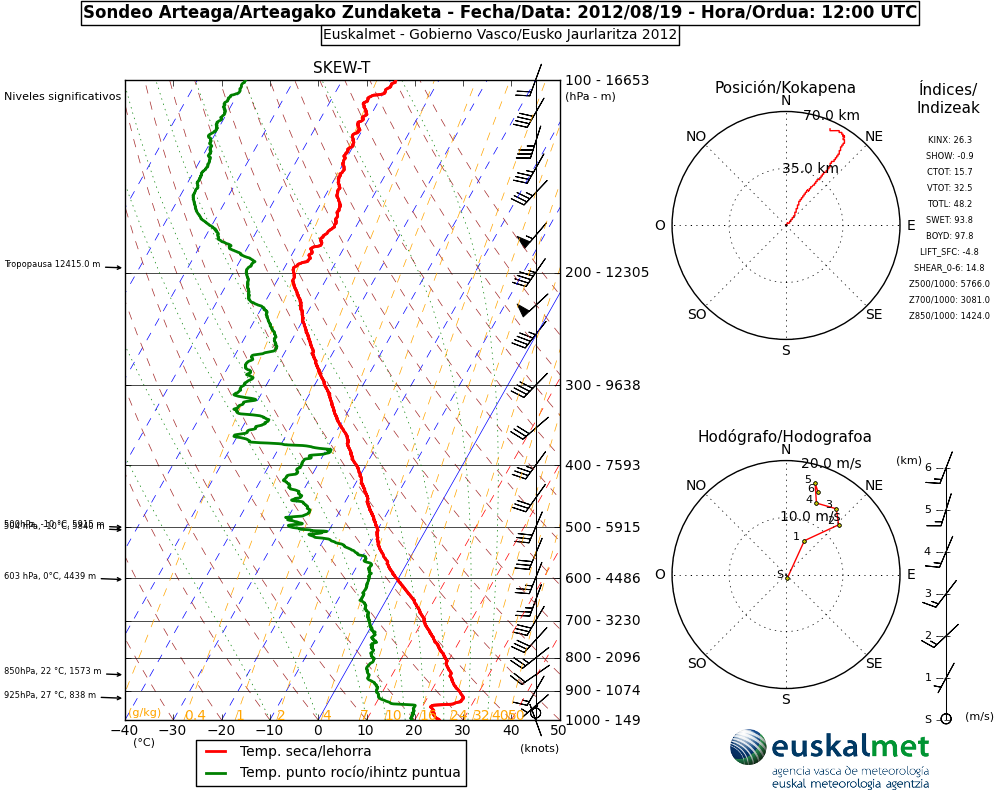 Sondeo Arteaga/Arteagako Zundaketa - Fecha/Data: 2012/08/19 - Hora/Ordua: 12:00 UTC
Euskalmet - Gobierno Vasco/Eusko Jaurlaritza 2012
SKEW-T
Niveles significativos
Tropopausa 12415.0 m
603 hPa, 0°C, 4439 m
850hPa, 22 °C, 1573 m
925hPa, 27 °C, 838 m
100 - 16653
(hPa - m)
200 - 12305
300 - 9638
400 - 7593
500 - 5915
600 - 4486
700 - 3230
800 - 2096
900 - 1074
1000 - 149
(g/kg) 0.4 1 2 4 7 10 16 24 32 40 50
−40 −30 −20 −10 0 10 20 30 40 50
(°C)
(knots)
Temp. seca/lehorra
Temp. punto rocío/ihintz puntua
Posición/Kokapena
N
70.0 km
NO
NE
35.0 km
O
E
SO
SE
S
Índices/
Indizeak
KINX: 26.3
SHOW: -0.9
CTOT: 15.7
VTOT: 32.5
TOTL: 48.2
SWET: 93.8
BOYD: 97.8
LIFT_SFC: -4.8
SHEAR_0-6: 14.8
Z500/1000: 5766.0
Z700/1000: 3081.0
Z850/1000: 1424.0
Hodógrafo/Hodografoa
N
20.0 m/s
NO
NE
5
6
4
3
10.0 m/s
2
1
S
O
E
SO
SE
S
(km)
6
5
4
3
2
1
S
(m/s)
euskalmet
agencia vasca de meteorología
euskal meteorologia agentzia